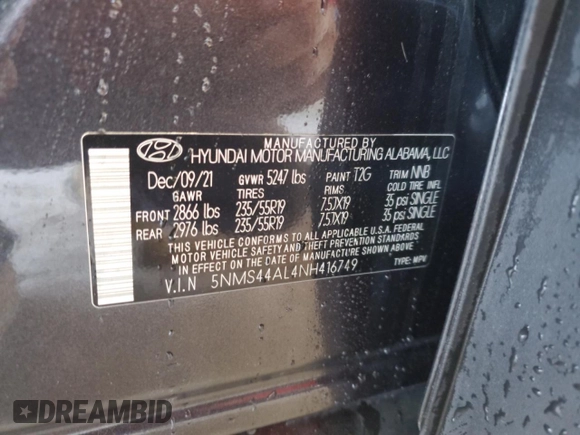 MANUFACTURED BY
HYUNDAI MOTOR MANUFACTURING ALABAMA, LLC
Dec/09/21 GVWR 5247 lbs PAINT T2G TRIM NNB
GAWR TIRES RIMS COLD TIRE INFL.
FRONT 2866 lbs 235/55R19 7.5JX19 35 psi SINGLE
REAR 2976 lbs 235/55R19 7.5JX19 35 psi SINGLE
THIS VEHICLE CONFORMS TO ALL APPLICABLE U.S.A. FEDERAL
MOTOR VEHICLE SAFETY AND THEFT PREVENTION STANDARDS
IN EFFECT ON THE DATE OF MANUFACTURE SHOWN ABOVE.
V.I.N 5NMS44AL4NH416749 TYPE: MPV
DREAMBID